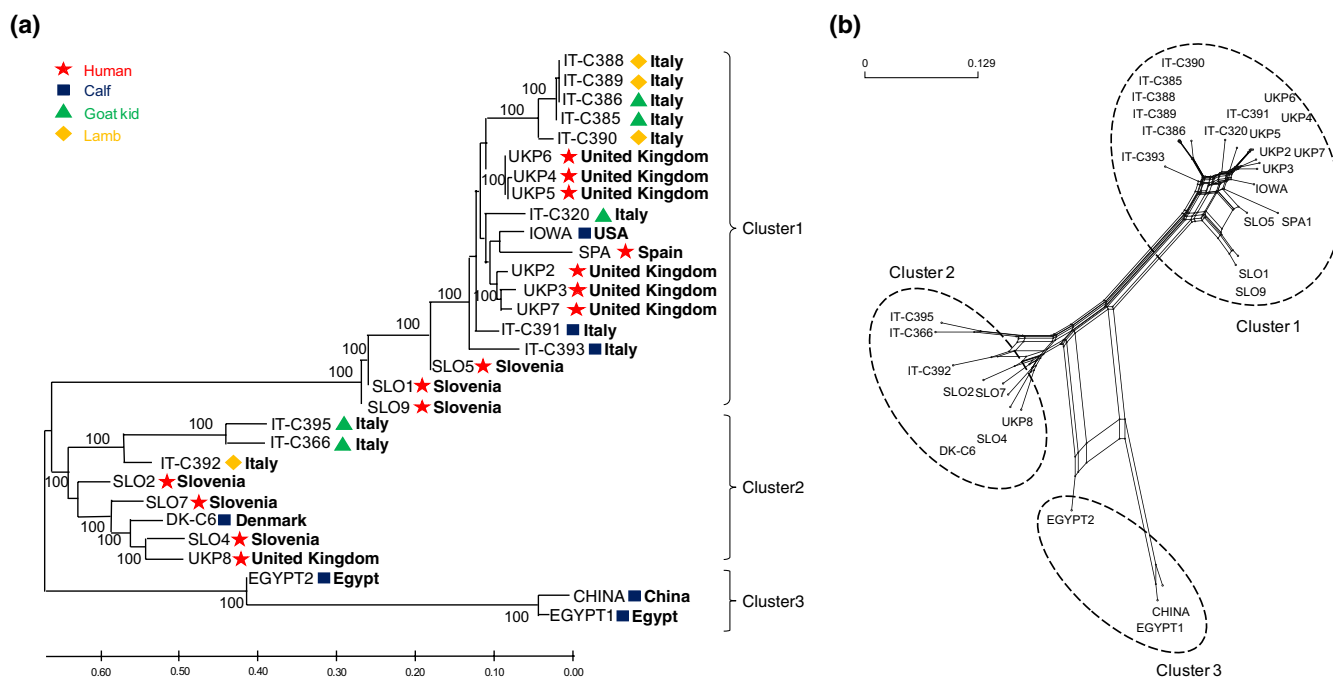 (a)
Human
Calf
Goat kid
Lamb
IT-C388 Italy
IT-C389 Italy
IT-C386 Italy
IT-C385 Italy
IT-C390 Italy
UKP6 United Kingdom
UKP4 United Kingdom
UKP5 United Kingdom
IT-C320 Italy
IOWA USA
SPA Spain
UKP2 United Kingdom
UKP3 United Kingdom
UKP7 United Kingdom
IT-C391 Italy
IT-C393 Italy
SLO5 Slovenia
SLO1 Slovenia
SLO9 Slovenia
IT-C395 Italy
IT-C366 Italy
IT-C392 Italy
SLO2 Slovenia
SLO7 Slovenia
DK-C6 Denmark
SLO4 Slovenia
UKP8 United Kingdom
EGYPT2 Egypt
CHINA China
EGYPT1 Egypt
100
100
100
100
100
100
100
100
100
100
100
100
100
100
Cluster1
Cluster2
Cluster3
0.60 0.50 0.40 0.30 0.20 0.10 0.00
(b)
0 0.129
IT-C390
IT-C385
IT-C388
IT-C389
IT-C386
IT-C393
UKP6
UKP4
IT-C391
IT-C320
UKP5
UKP2 UKP7
UKP3
IOWA
SLO5 SPA1
SLO1
SLO9
Cluster 1
Cluster 2
IT-C395
IT-C366
IT-C392
SLO2 SLO7
UKP8
SLO4
DK-C6
EGYPT2
CHINA
EGYPT1
Cluster 3